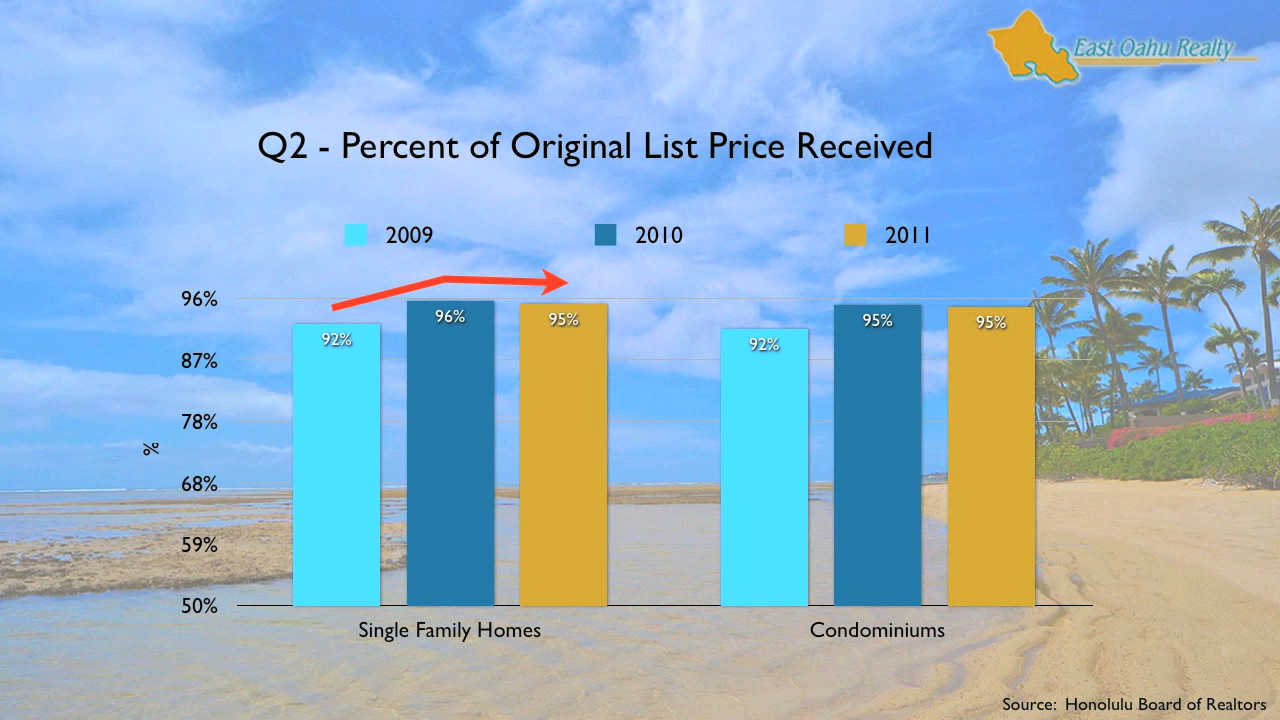 East Oahu Realty
Q2 - Percent of Original List Price Received
2009 2010 2011
96%
87%
78%
68%
59%
50%
%
92% 96% 95% 92% 95% 95%
Single Family Homes Condominiums
Source: Honolulu Board of Realtors